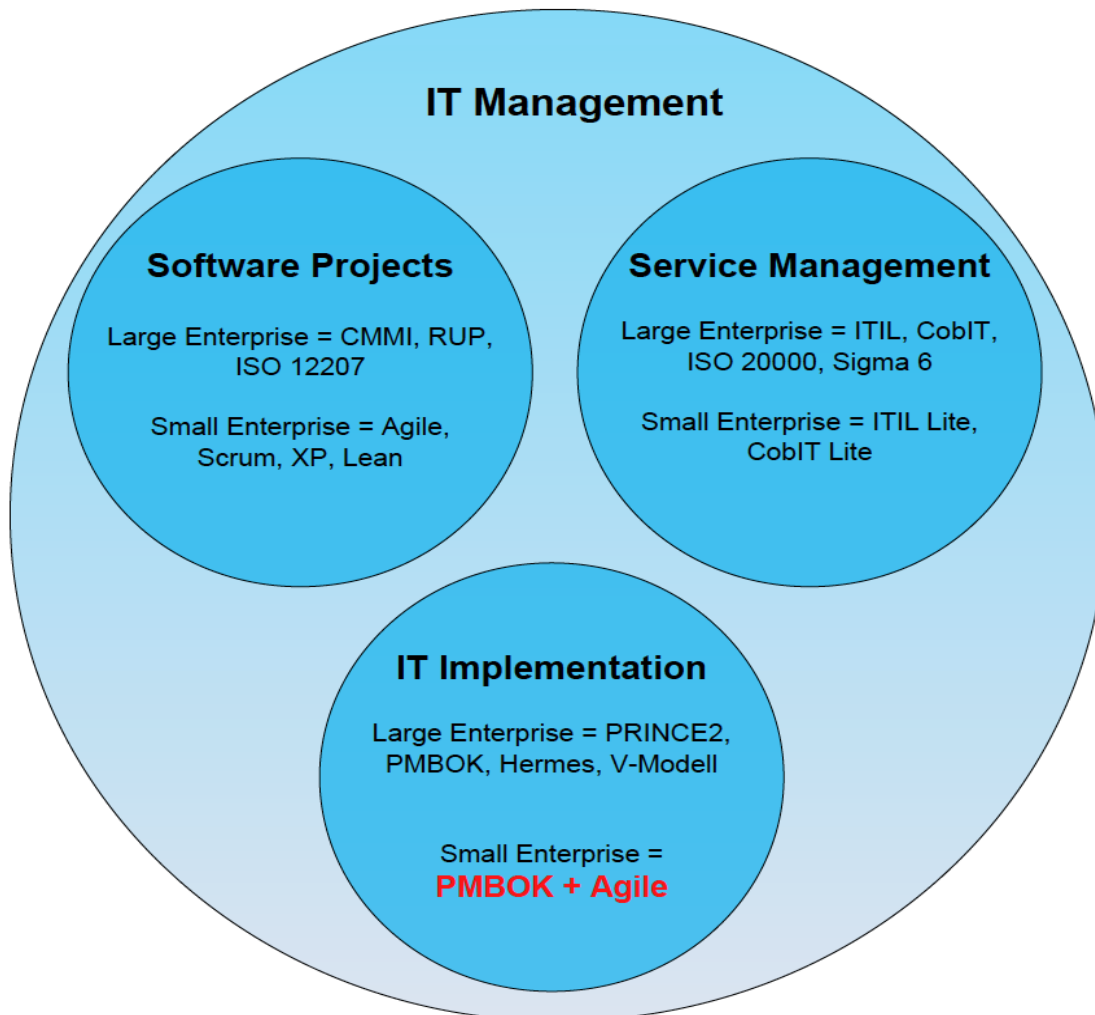 IT Management
Software Projects
Large Enterprise = CMMI, RUP,
ISO 12207
Small Enterprise = Agile,
Scrum, XP, Lean
Service Management
Large Enterprise = ITIL, CobIT,
ISO 20000, Sigma 6
Small Enterprise = ITIL Lite,
CobIT Lite
IT Implementation
Large Enterprise = PRINCE2,
PMBOK, Hermes, V-Modell
Small Enterprise =
PMBOK + Agile